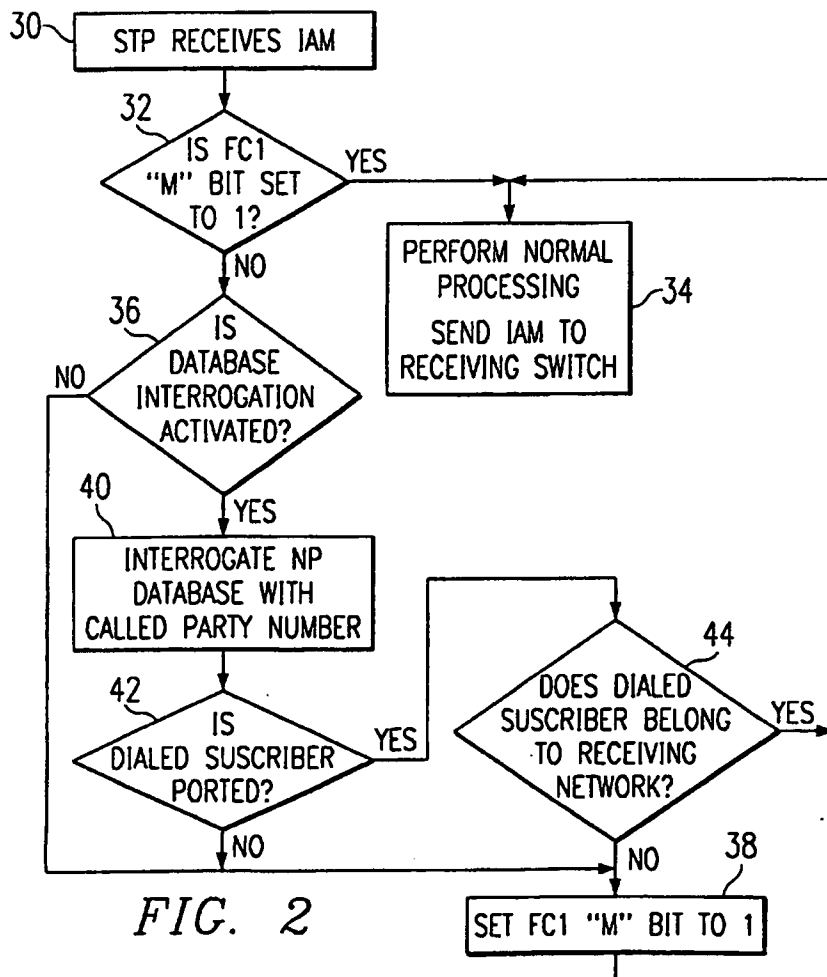 30
STP RECEIVES IAM
32
IS FC1
"M" BIT SET
TO 1?
YES
NO
PERFORM NORMAL
PROCESSING
SEND IAM TO
RECEIVING SWITCH
34
36
IS
DATABASE
INTERROGATION
ACTIVATED?
NO
YES
40
INTERROGATE NP
DATABASE WITH
CALLED PARTY NUMBER
42
IS
DIALED SUSCRIBER
PORTED?
YES
NO
44
DOES DIALED
SUSCRIBER BELONG
TO RECEIVING
NETWORK?
YES
NO
38
SET FC1 "M" BIT TO 1
FIG. 2